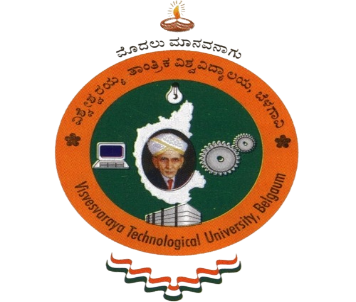 ಮೊದಲು ಮಾನವನಾಗು
ವಿಶ್ವೇಶ್ವರಯ್ಯ ತಾಂತ್ರಿಕ ವಿಶ್ವವಿದ್ಯಾಲಯ, ಬೆಳಗಾವಿ
Visvesvaraya Technological University, Belgaum